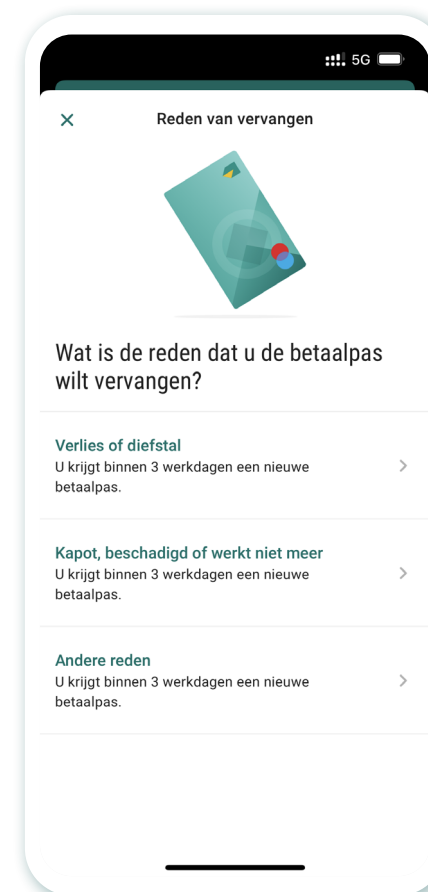 5G
Reden van vervangen
Wat is de reden dat u de betaalpas
wilt vervangen?
Verlies of diefstal
U krijgt binnen 3 werkdagen een nieuwe
betaalpas.
Kapot, beschadigd of werkt niet meer
U krijgt binnen 3 werkdagen een nieuwe
betaalpas.
Andere reden
U krijgt binnen 3 werkdagen een nieuwe
betaalpas.